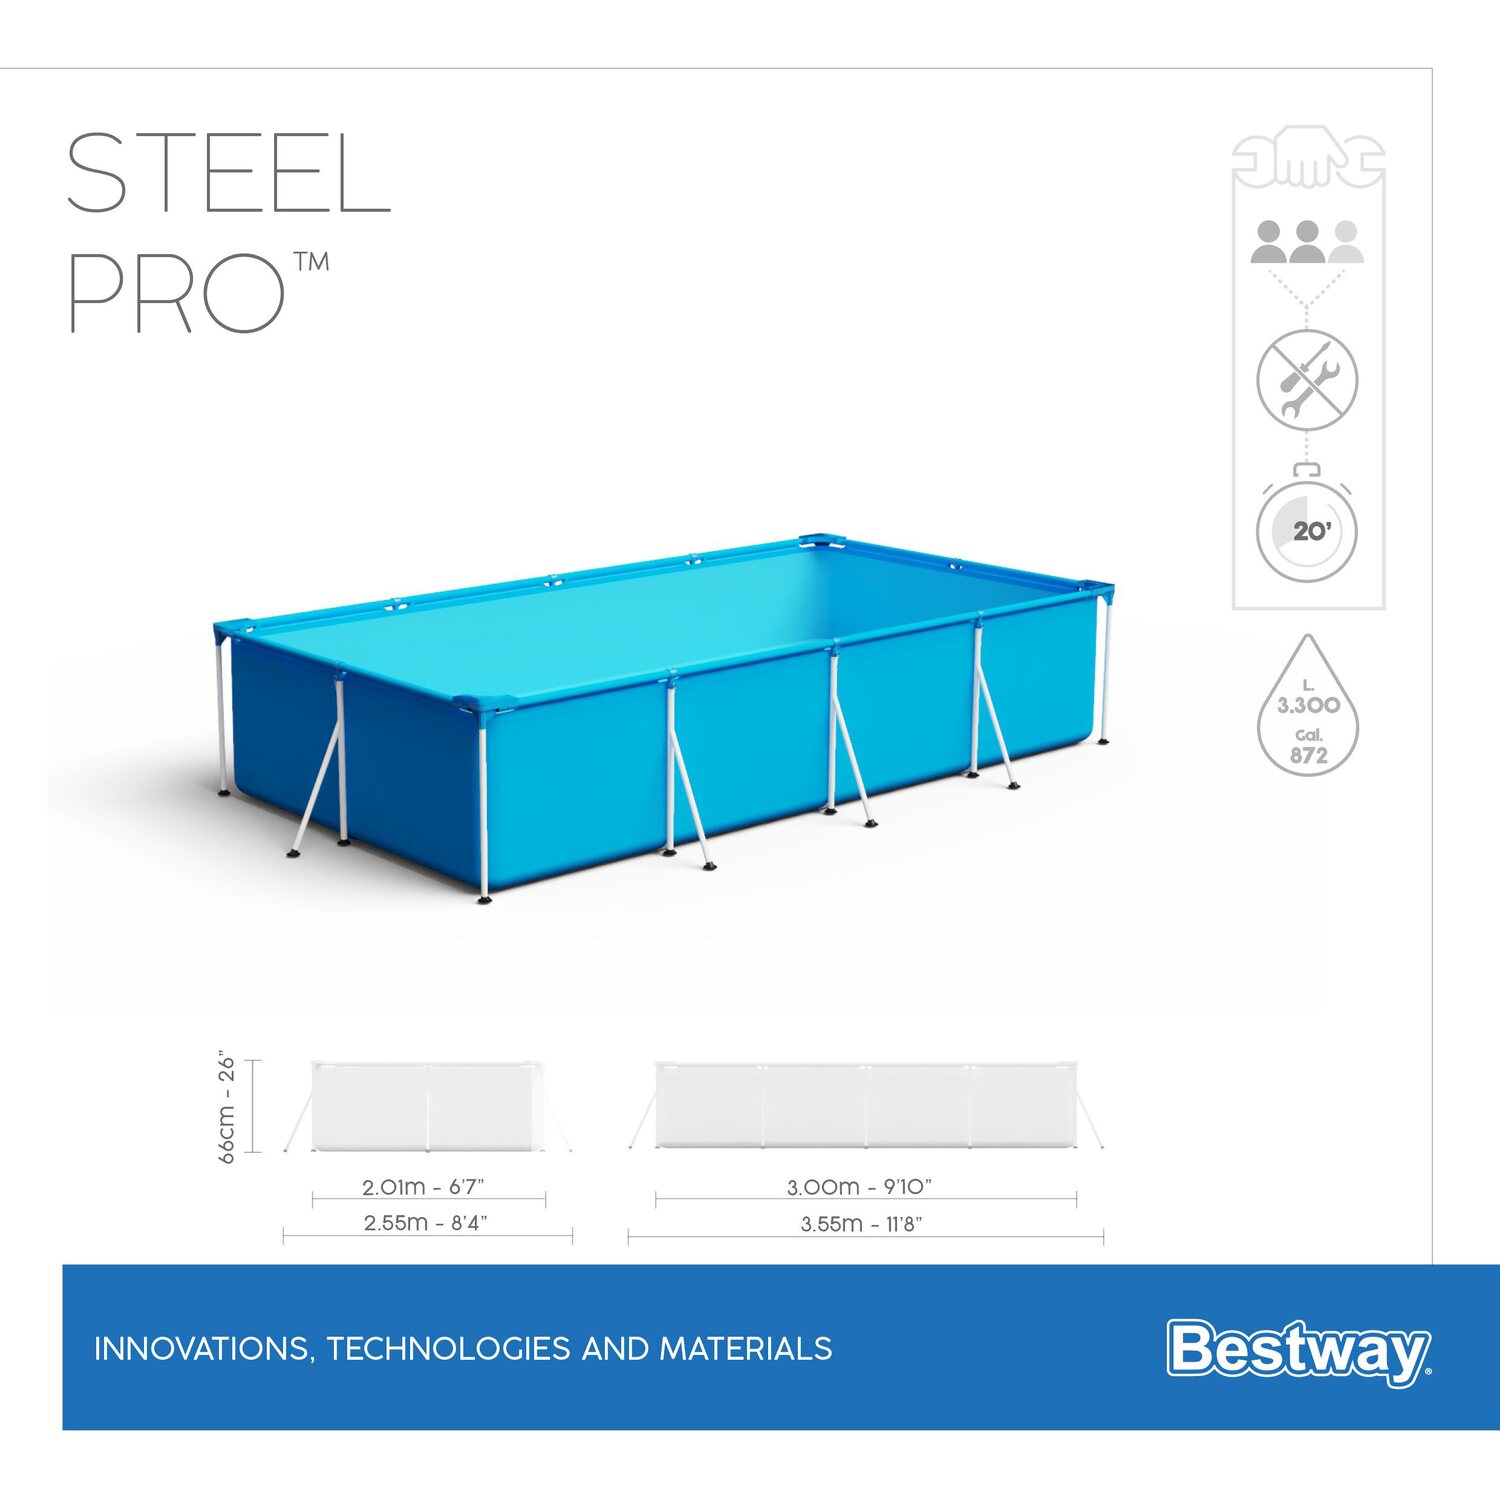 STEEL
PRO™
20’
L.
3.300
Gal.
872
66cm - 26”
2.01m - 6’7”
2.55m - 8’4”
3.00m - 9’10”
3.55m - 11’8”
INNOVATIONS, TECHNOLOGIES AND MATERIALS
Bestway®